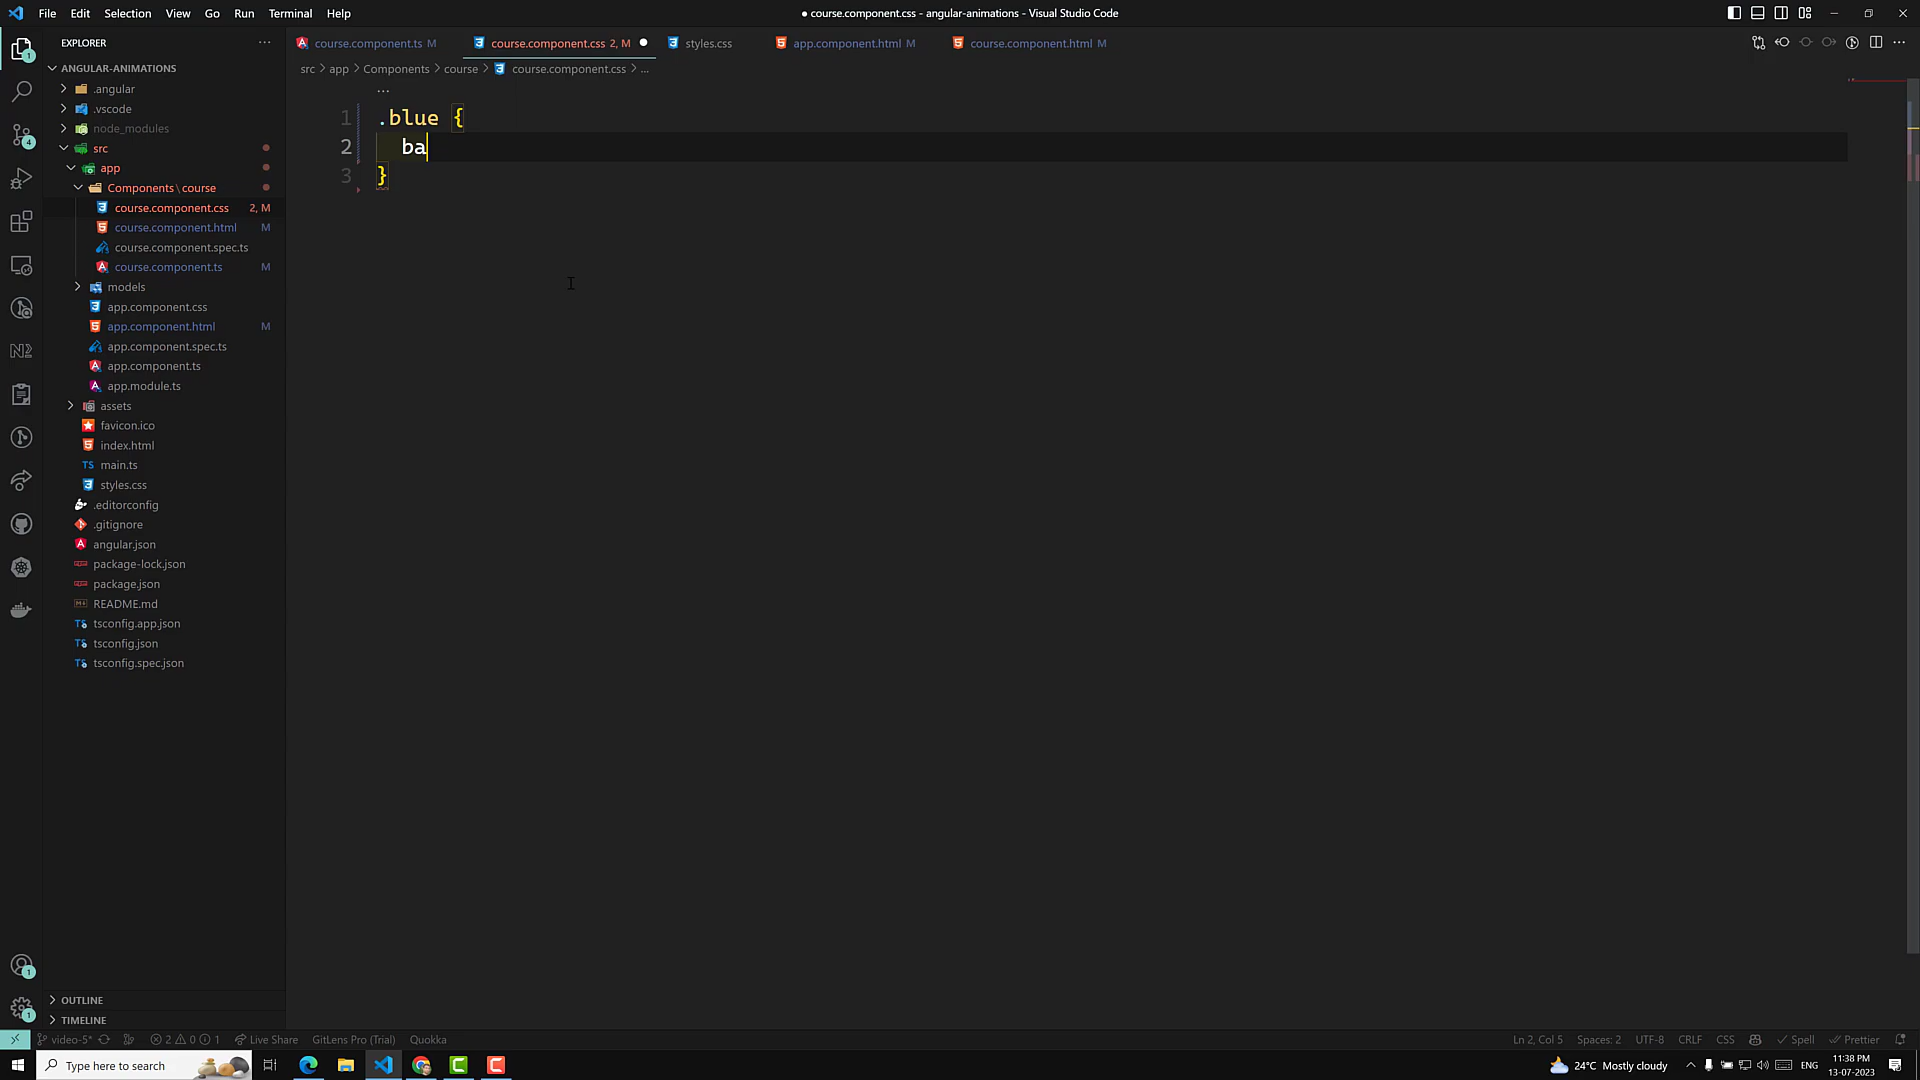 File Edit Selection View Go Run Terminal Help
● course.component.css - angular-animations - Visual Studio Code
EXPLORER
ANGULAR-ANIMATIONS
.angular
.vscode
node_modules
src
app
Components \ course
course.component.css 2, M
course.component.html M
course.component.spec.ts
course.component.ts M
models
app.component.css
app.component.html M
app.component.spec.ts
app.component.ts
app.module.ts
assets
favicon.ico
index.html
main.ts
styles.css
.editorconfig
.gitignore
angular.json
package-lock.json
package.json
README.md
tsconfig.app.json
tsconfig.json
tsconfig.spec.json
OUTLINE
TIMELINE
course.component.ts M course.component.css 2, M styles.css app.component.html M course.component.html M
src > app > Components > course > course.component.css > ...
1 .blue {
2 ba
3 }
video-5* 2 0 1 Live Share GitLens Pro (Trial) Quokka
Ln 2, Col 5 Spaces: 2 UTF-8 CRLF CSS Spell Prettier
Type here to search
24°C Mostly cloudy ENG
11:38 PM
13-07-2023